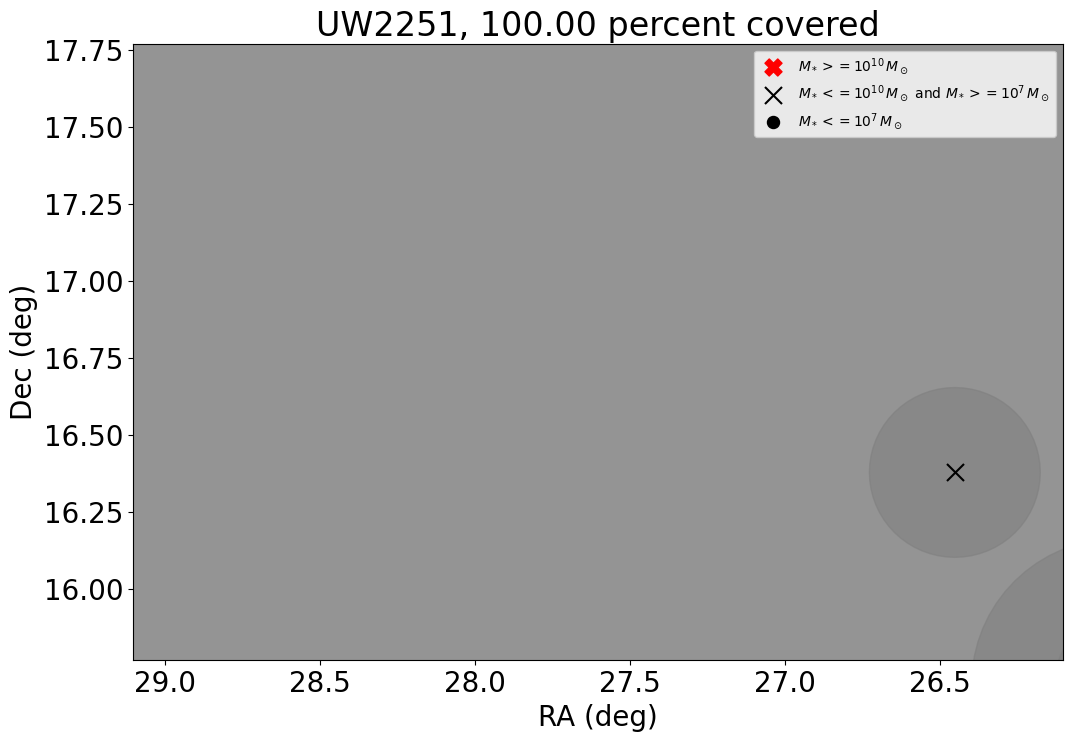 UW2251, 100.00 percent covered
M* >= 10^10 M⊙
M* <= 10^10 M⊙ and M* >= 10^7 M⊙
M* <= 10^7 M⊙
17.75
17.50
17.25
17.00
16.75
16.50
16.25
16.00
Dec (deg)
29.0 28.5 28.0 27.5 27.0 26.5
RA (deg)